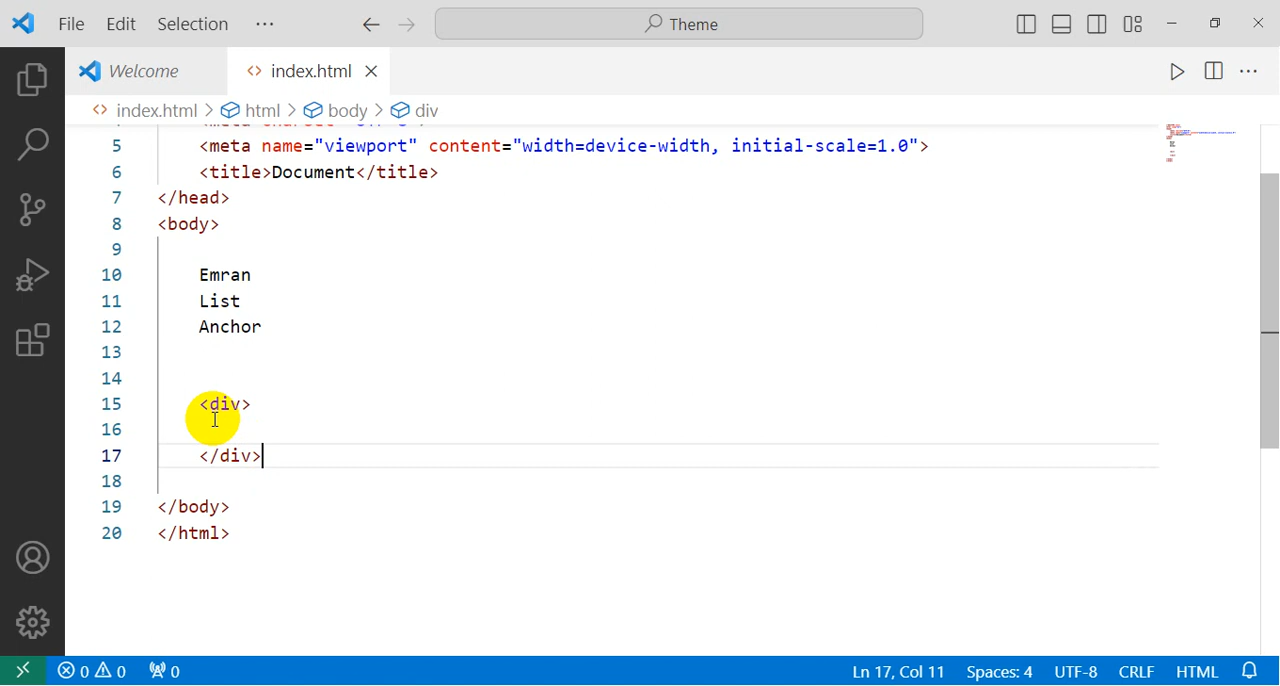 File Edit Selection ··· Theme
Welcome index.html
index.html > html > body > div
5 <meta name="viewport" content="width=device-width, initial-scale=1.0">
6 <title>Document</title>
7 </head>
8 <body>
9
10 Emran
11 List
12 Anchor
13
14
15 <div>
16
17 </div>
18
19 </body>
20 </html>
0 0 0 Ln 17, Col 11 Spaces: 4 UTF-8 CRLF HTML